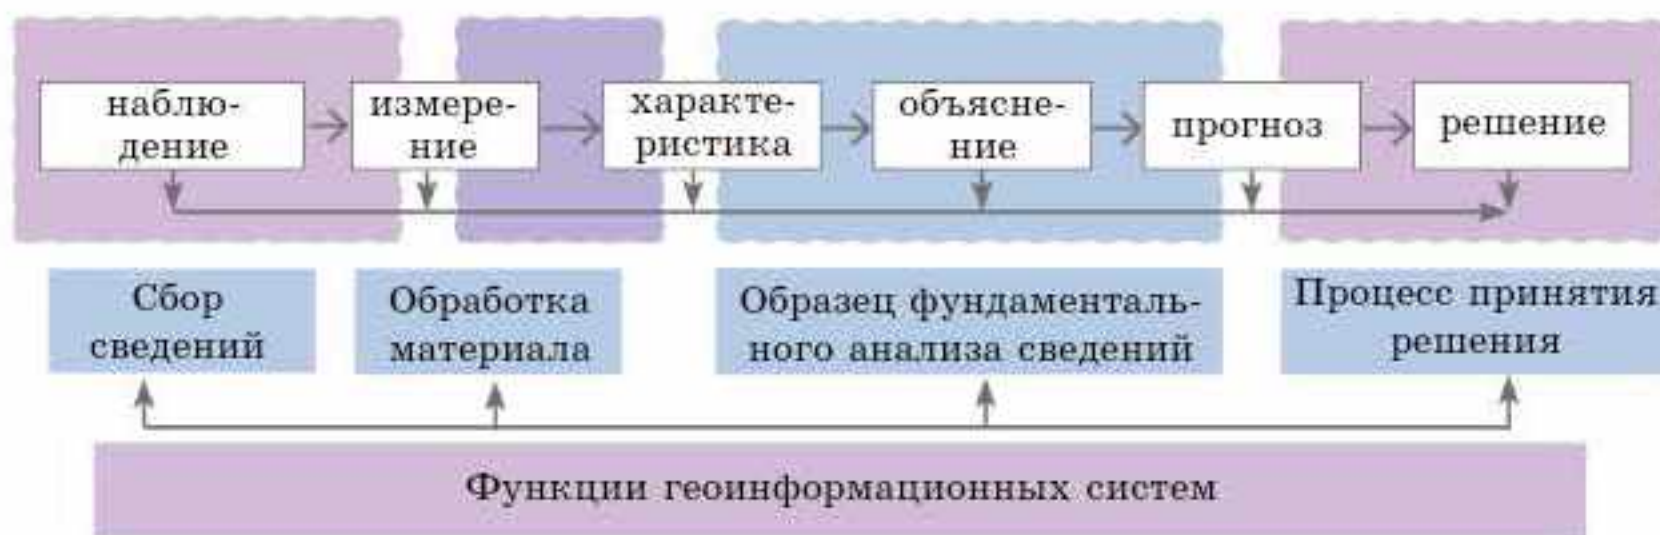 наблю-
дение
измере-
ние
характе-
ристика
объясне-
ние
прогноз
решение
Сбор
сведений
Обработка
материала
Образец фундаменталь-
ного анализа сведений
Процесс принятия
решения
Функции геоинформационных систем